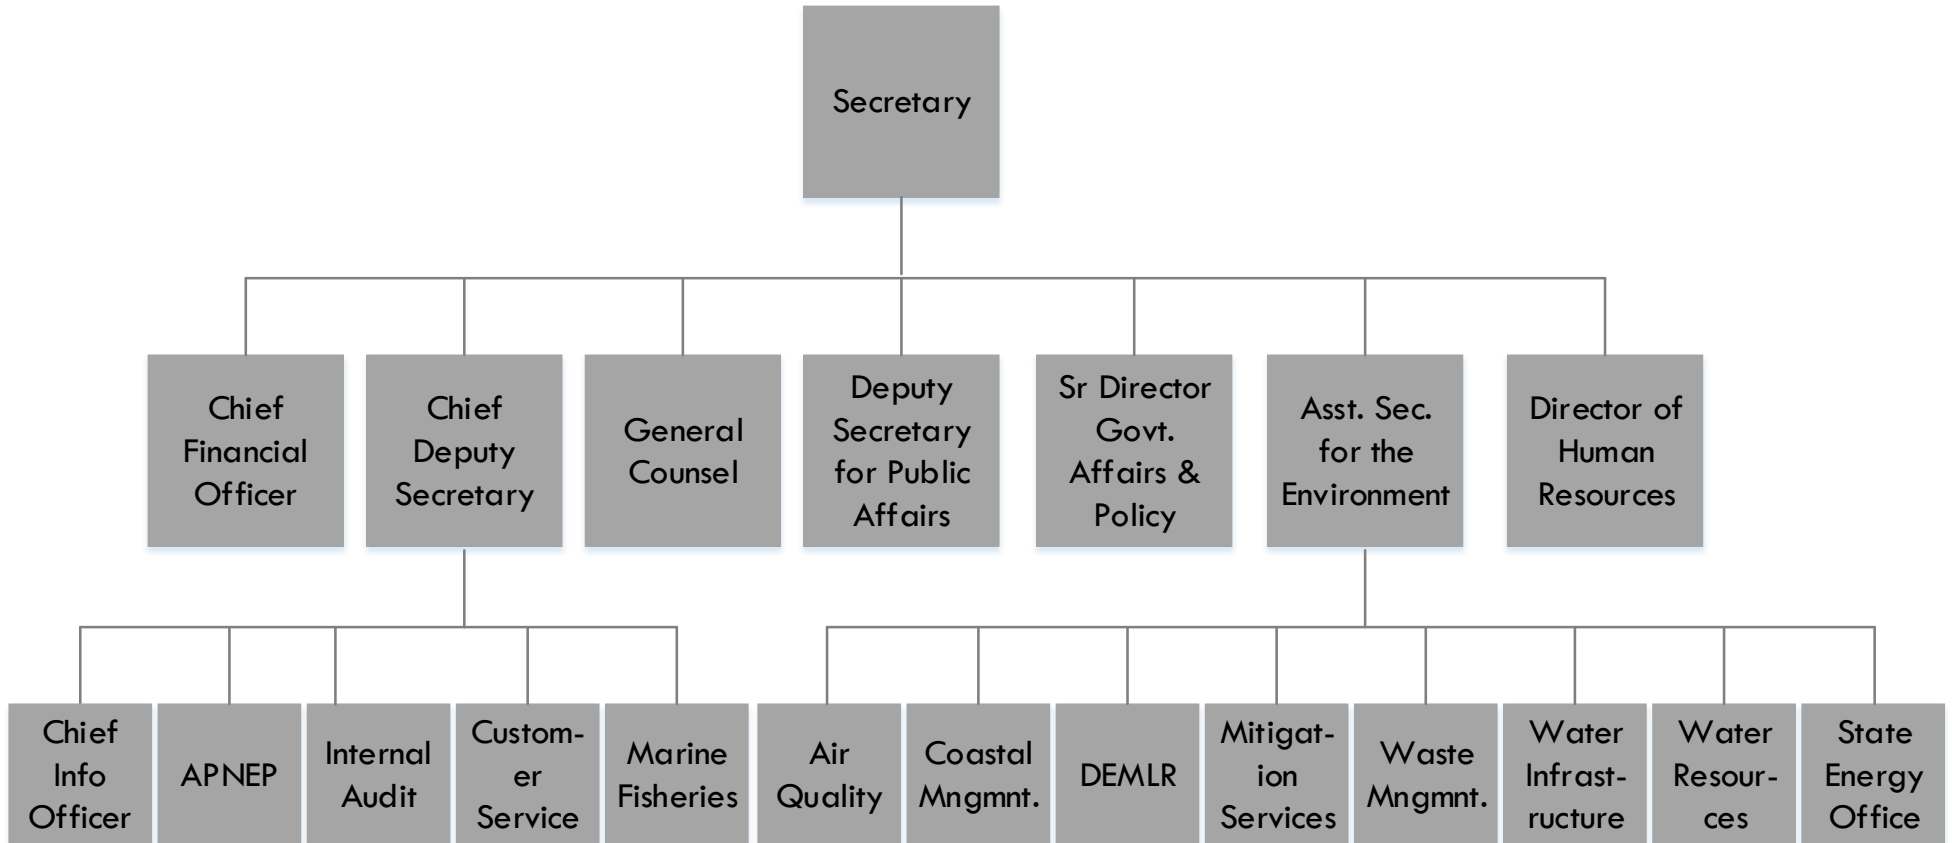 Secretary
Chief
Financial
Officer
Chief
Deputy
Secretary
General
Counsel
Deputy
Secretary
for Public
Affairs
Sr Director
Govt.
Affairs &
Policy
Asst. Sec.
for the
Environment
Director of
Human
Resources
Chief
Info
Officer
APNEP
Internal
Audit
Custom-
er
Service
Marine
Fisheries
Air
Quality
Coastal
Mngmnt.
DEMLR
Mitigat-
ion
Services
Waste
Mngmnt.
Water
Infrast-
ructure
Water
Resour-
ces
State
Energy
Office